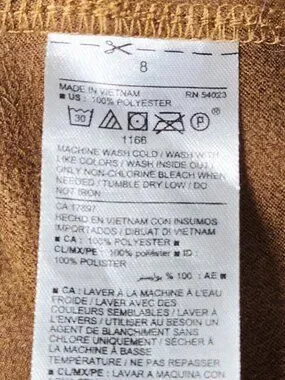 8
MADE IN VIETNAM RN 54023
■ US : 100% POLYESTER
30 P
1166
MACHINE WASH COLD / WASH WITH
LIKE COLORS / WASH INSIDE OUT /
ONLY NON-CHLORINE BLEACH WHEN
NEEDED / TUMBLE DRY LOW / DO
NOT IRON
CA 17897
HECHO EN VIETNAM CON INSUMOS
IMPORTADOS / DIBUAT DI VIETNAM
■ CA : 100% POLYESTER ■
CL/MX/PE : 100% poliéster ■ ID :
100% POLISTER
■ AE : 100 % بوليستر
■ CA : LAVER À LA MACHINE À L'EAU
FROIDE / LAVER AVEC DES
COULEURS SEMBLABLES / LAVER À
L'ENVERS / UTILISER AU BESOIN UN
AGENT DE BLANCHIMENT SANS
CHLORE UNIQUEMENT / SÉCHER À
LA MACHINE À BASSE
TEMPÉRATURE / NE PAS REPASSER
■ CL/MX : LAVAR A MÁQUINA CON